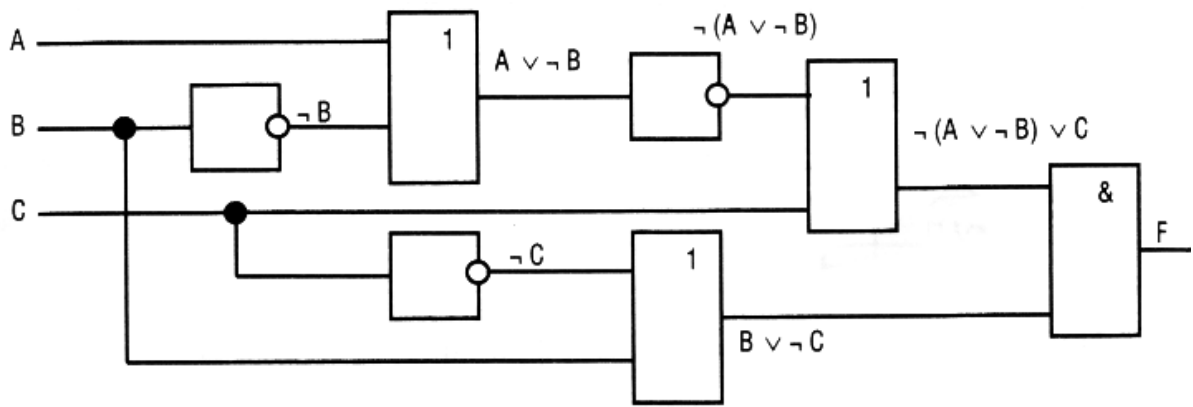 A
1
¬ (A ∨ ¬ B)
A ∨ ¬ B
1
B
¬ B
¬ (A ∨ ¬ B) ∨ C
C
&
F
¬ C
1
B ∨ ¬ C